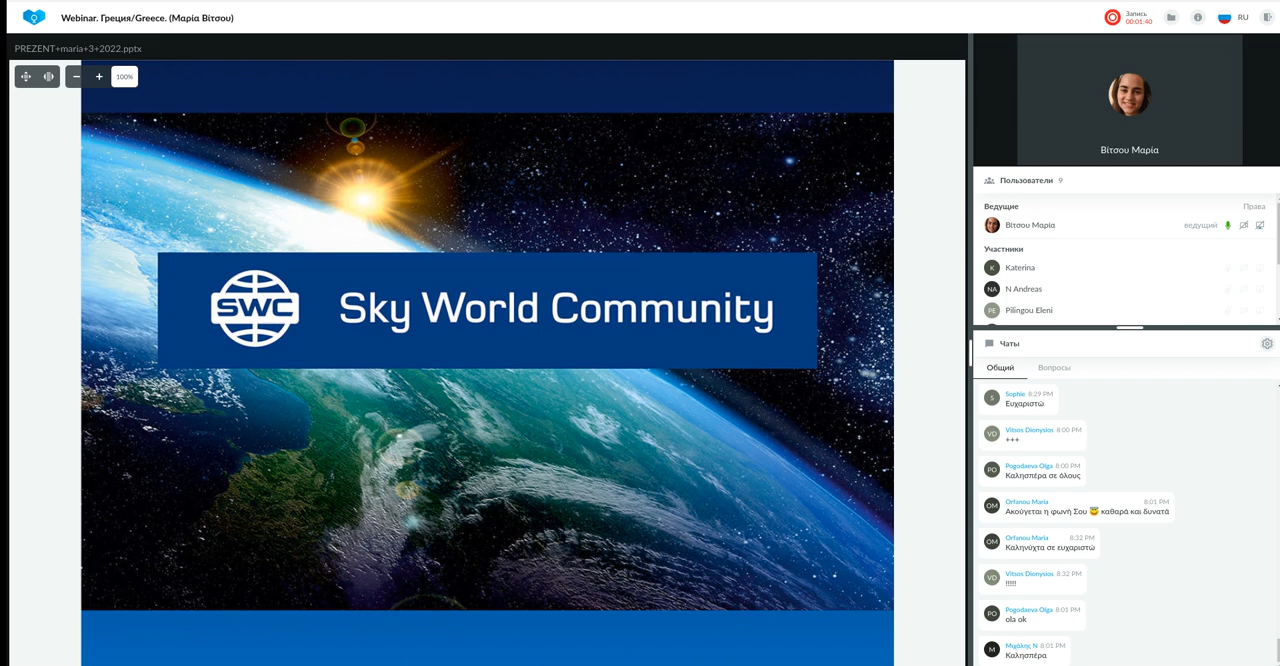 Webinar. Греция/Greece. (Μαρία Βίτσου)
Запись
00:01:40
RU
PREZENT+maria+3+2022.pptx
100%
SWC
Sky World Community
Βίτσου Μαρία
Пользователи 9
Ведущие Права
Βίτσου Μαρία ведущий
Участники
K Katerina
NA N Andreas
PE Pilingou Eleni
Чаты
Общий Вопросы
S Sophie 8:29 PM
Ευχαριστώ
VD Vitsos Dionysios 8:00 PM
+++
PO Pogodaeva Olga 8:00 PM
Καλησπέρα σε όλους
OM Orfanou Maria 8:01 PM
Ακούγεται η φωνή Σου 😇 καθαρά και δυνατά
OM Orfanou Maria 8:32 PM
Καληνύχτα σε ευχαριστώ
VD Vitsos Dionysios 8:32 PM
!!!!!
PO Pogodaeva Olga 8:01 PM
ola ok
M Μιχάλης Ν 8:01 PM
Καλησπέρα